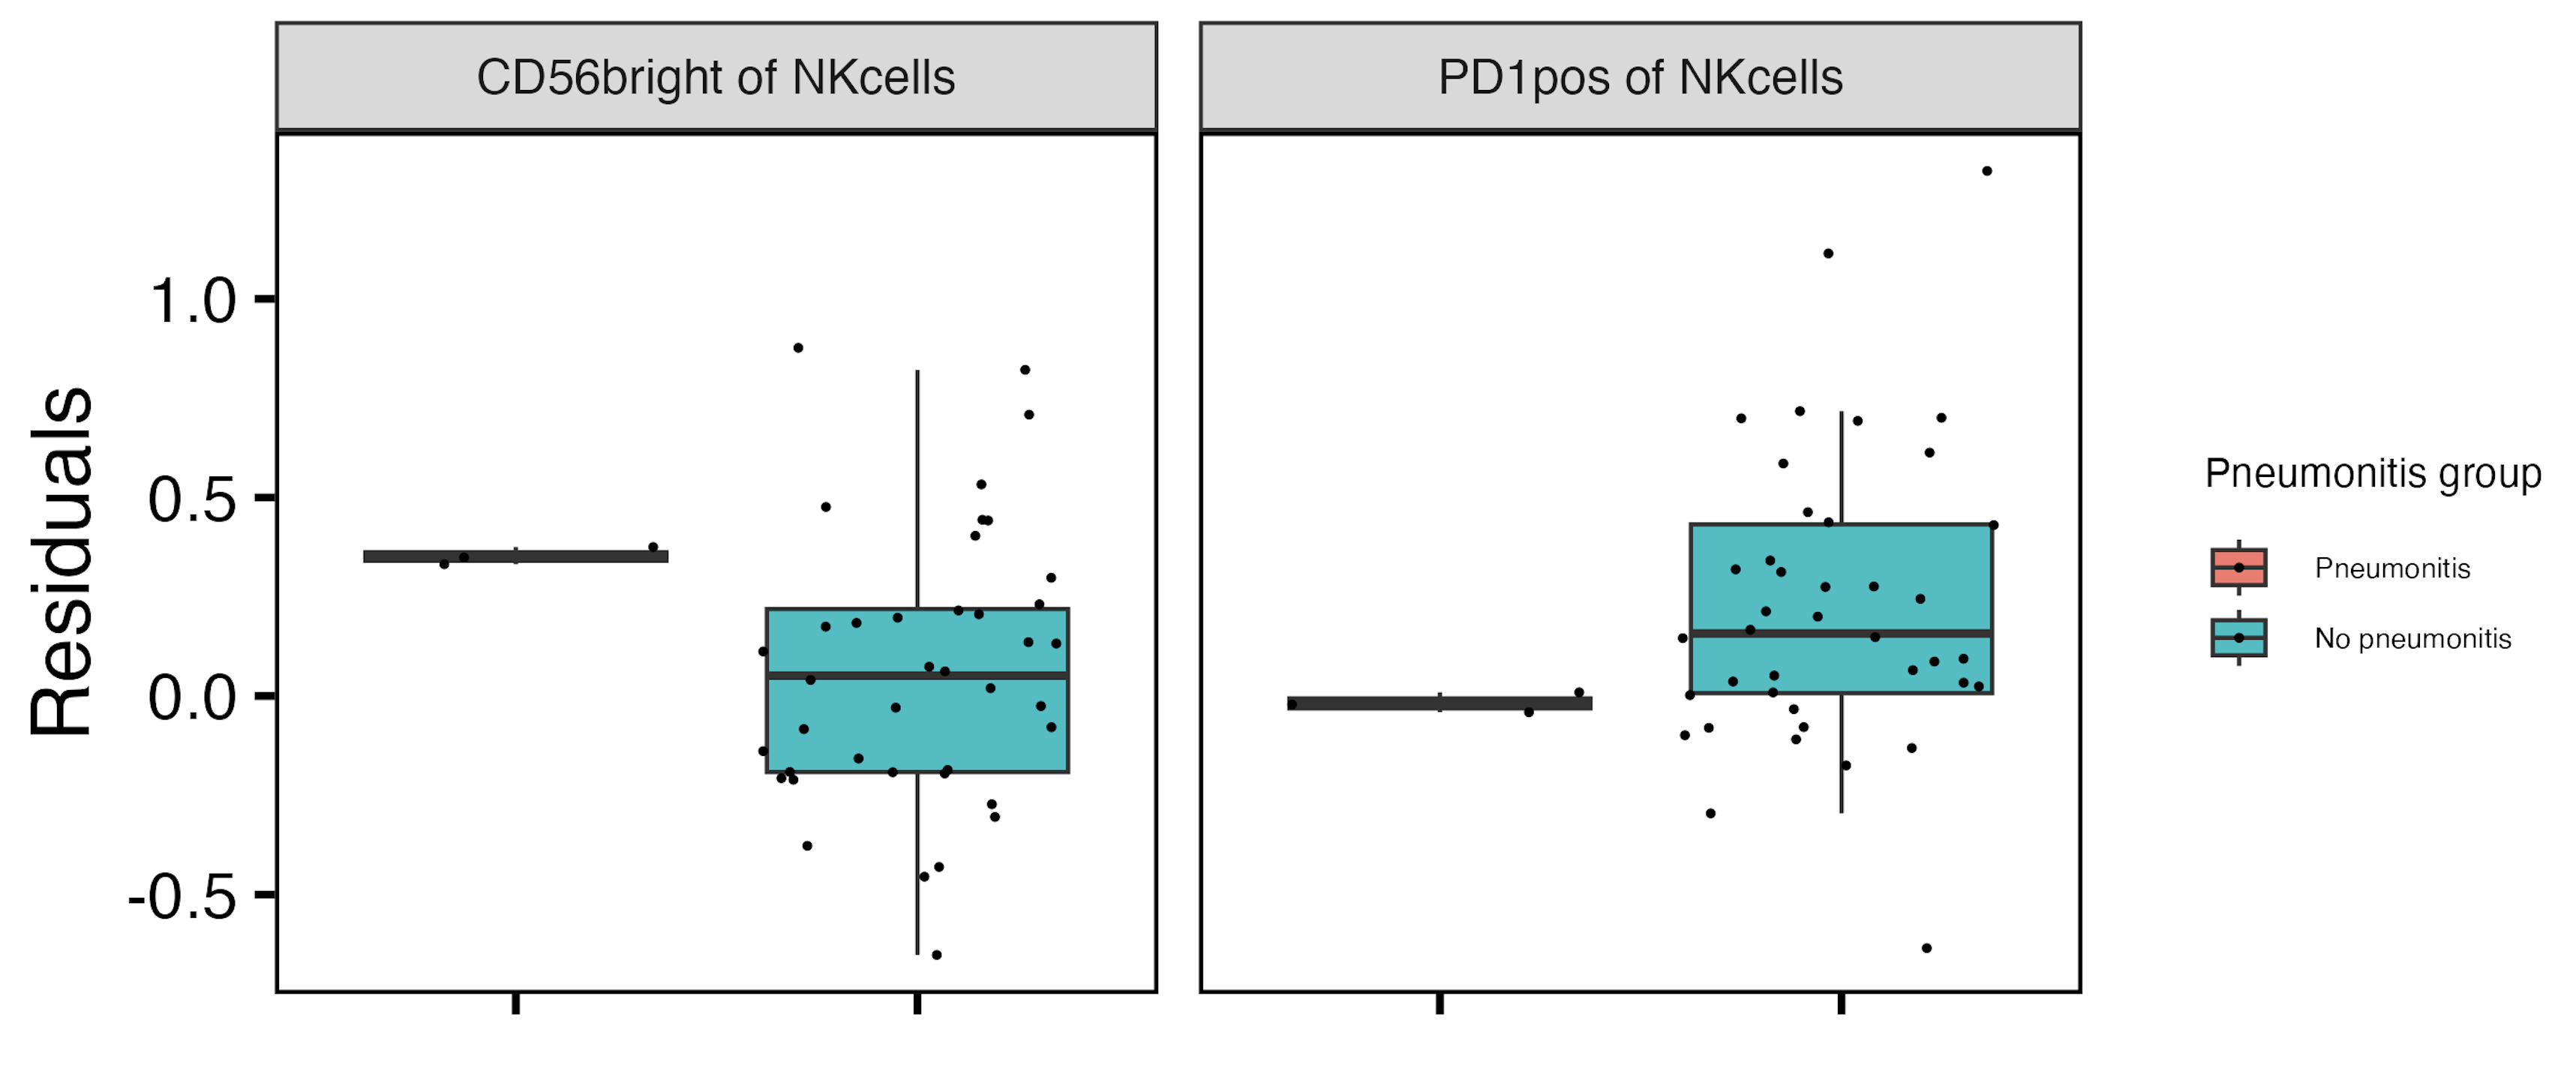 CD56bright of NKcells
PD1pos of NKcells
Residuals
1.0
0.5
0.0
-0.5
Pneumonitis group
Pneumonitis
No pneumonitis